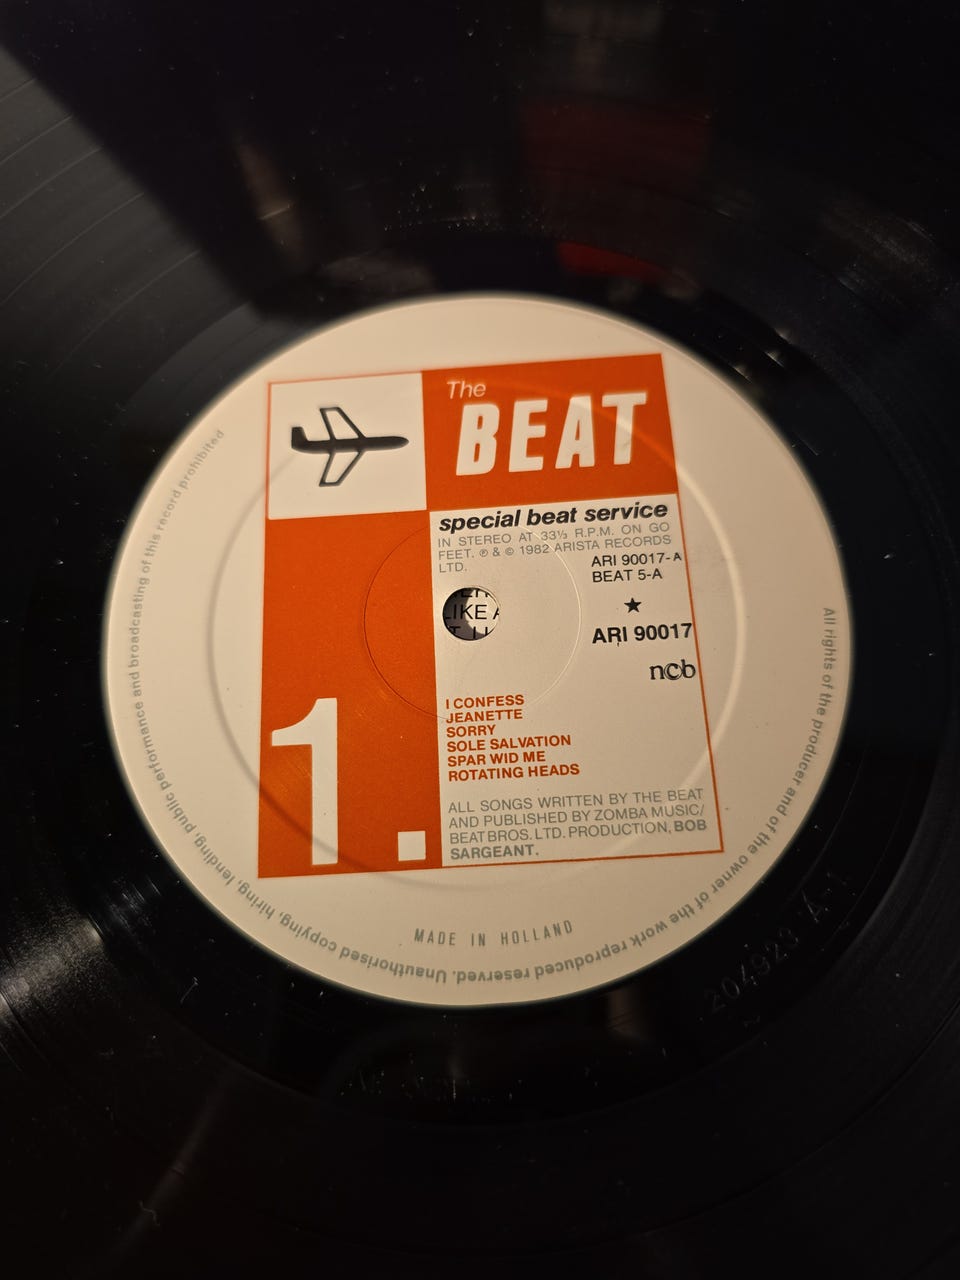 The
BEAT
special beat service
IN STEREO AT 33⅓ R.P.M. ON GO
FEET. ℗ & © 1982 ARISTA RECORDS
LTD.
ARI 90017-A
BEAT 5-A
★
ARI 90017
ncb
LIKE A
1.
I CONFESS
JEANETTE
SORRY
SOLE SALVATION
SPAR WID ME
ROTATING HEADS
ALL SONGS WRITTEN BY THE BEAT
AND PUBLISHED BY ZOMBA MUSIC/
BEAT BROS. LTD. PRODUCTION, BOB
SARGEANT.
MADE IN HOLLAND
All rights of the producer and of the owner of the work reproduced reserved. Unauthorised copying, hiring, lending, public performance and broadcasting of this record prohibited